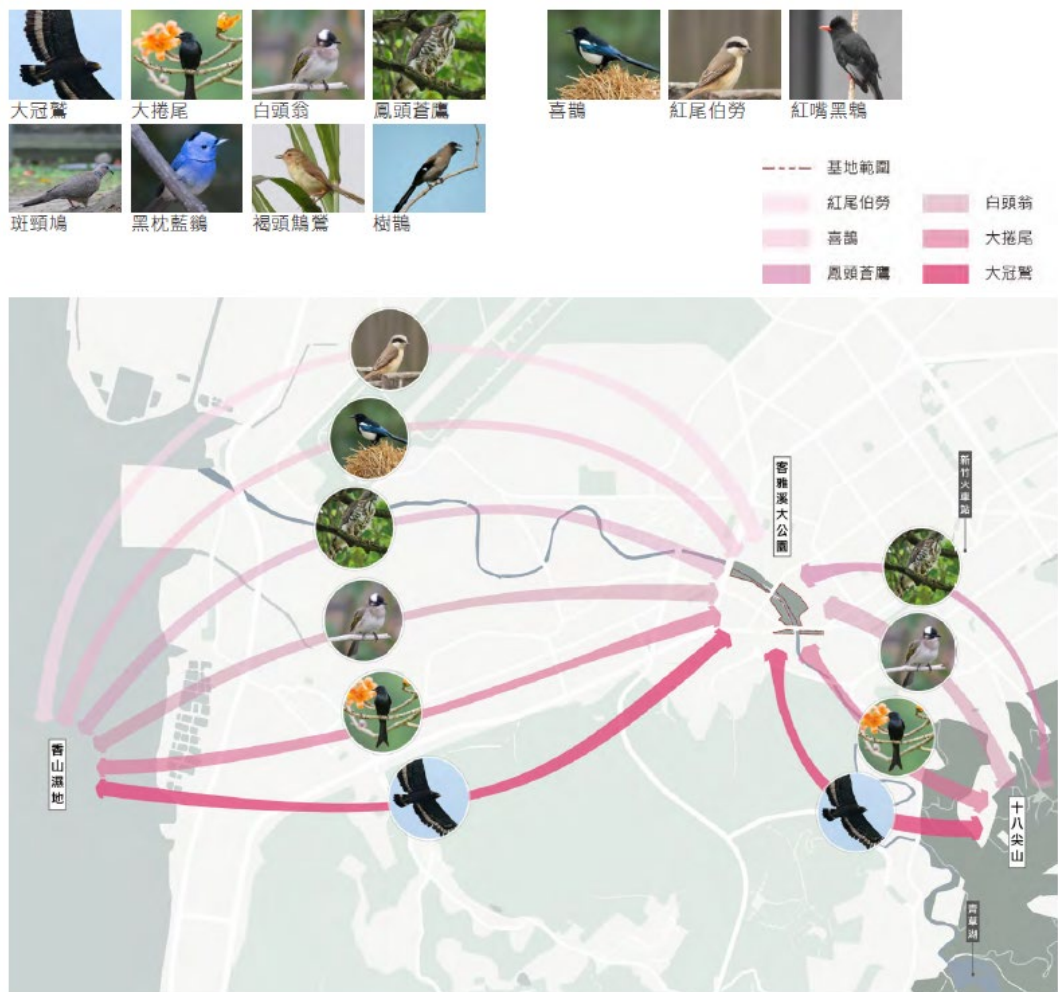 大冠鷲
大捲尾
白頭翁
鳳頭蒼鷹
喜鵲
紅尾伯勞
紅嘴黑鵯
斑頸鳩
黑枕藍鶲
褐頭鷦鶯
樹鵲
基地範圍
紅尾伯勞
白頭翁
喜鵲
大捲尾
鳳頭蒼鷹
大冠鷲
客雅溪大公園
新竹火車站
香山濕地
十八尖山
青草湖